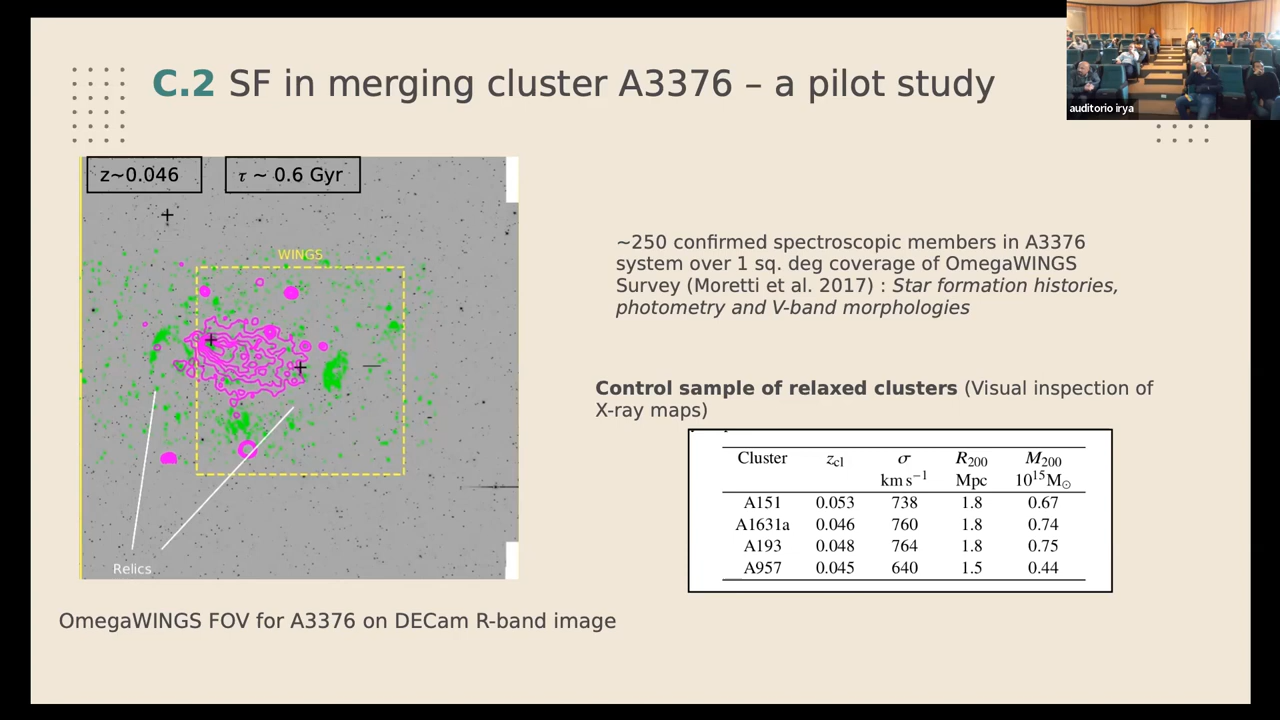 C.2 SF in merging cluster A3376 – a pilot study
auditorio irya
z~0.046
τ ~ 0.6 Gyr
WINGS
Relics
OmegaWINGS FOV for A3376 on DECam R-band image
~250 confirmed spectroscopic members in A3376
system over 1 sq. deg coverage of OmegaWINGS
Survey (Moretti et al. 2017) : Star formation histories,
photometry and V-band morphologies
Control sample of relaxed clusters (Visual inspection of
X-ray maps)
Cluster z_cl σ R_200 M_200
km s⁻¹ Mpc 10¹⁵M_⊙
A151 0.053 738 1.8 0.67
A1631a 0.046 760 1.8 0.74
A193 0.048 764 1.8 0.75
A957 0.045 640 1.5 0.44